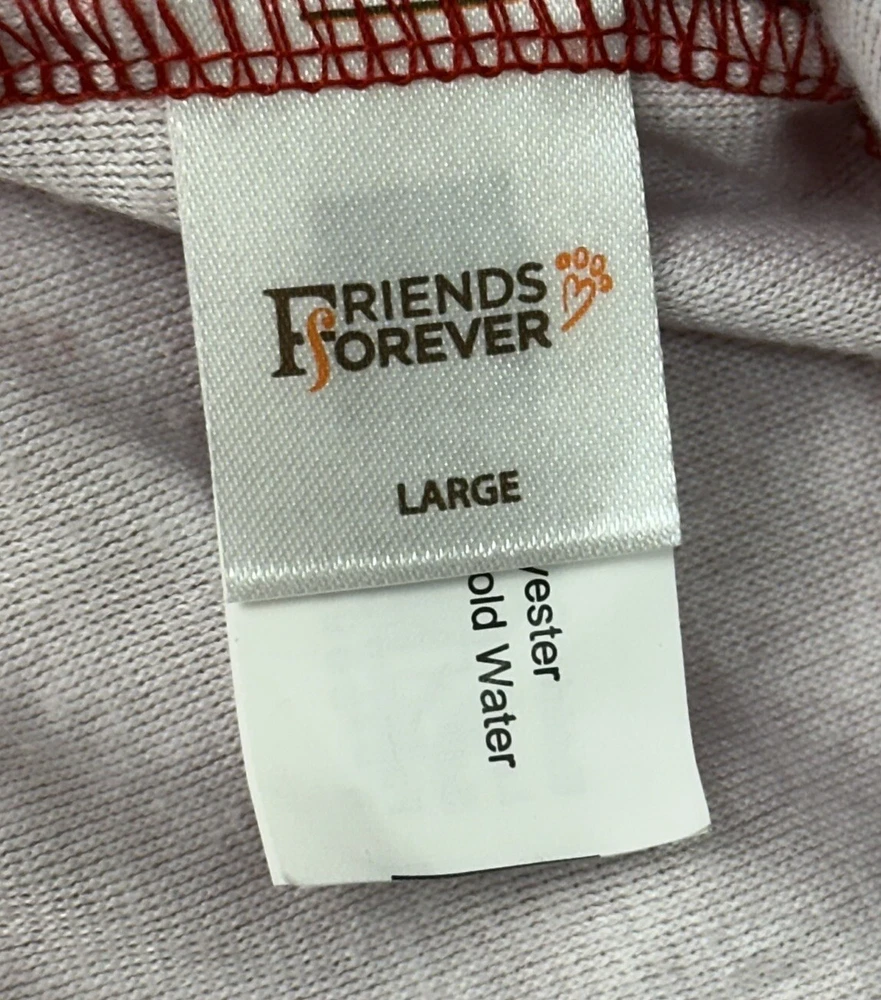 FRIENDS
FOREVER
LARGE
yester
old Water